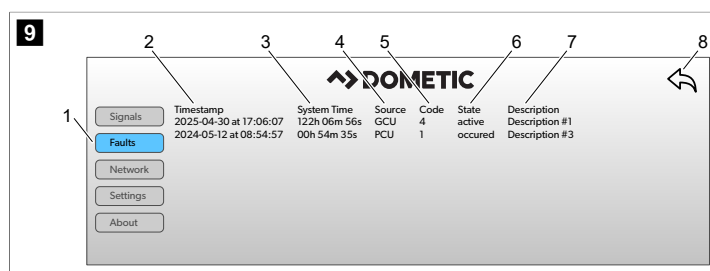 9
2 3 4 5 6 7 8
DOMETIC
1
Signals
Faults
Network
Settings
About
Timestamp System Time Source Code State Description
2025-04-30 at 17:06:07 122h 06m 56s GCU 4 active Description #1
2024-05-12 at 08:54:57 00h 54m 35s PCU 1 occured Description #3